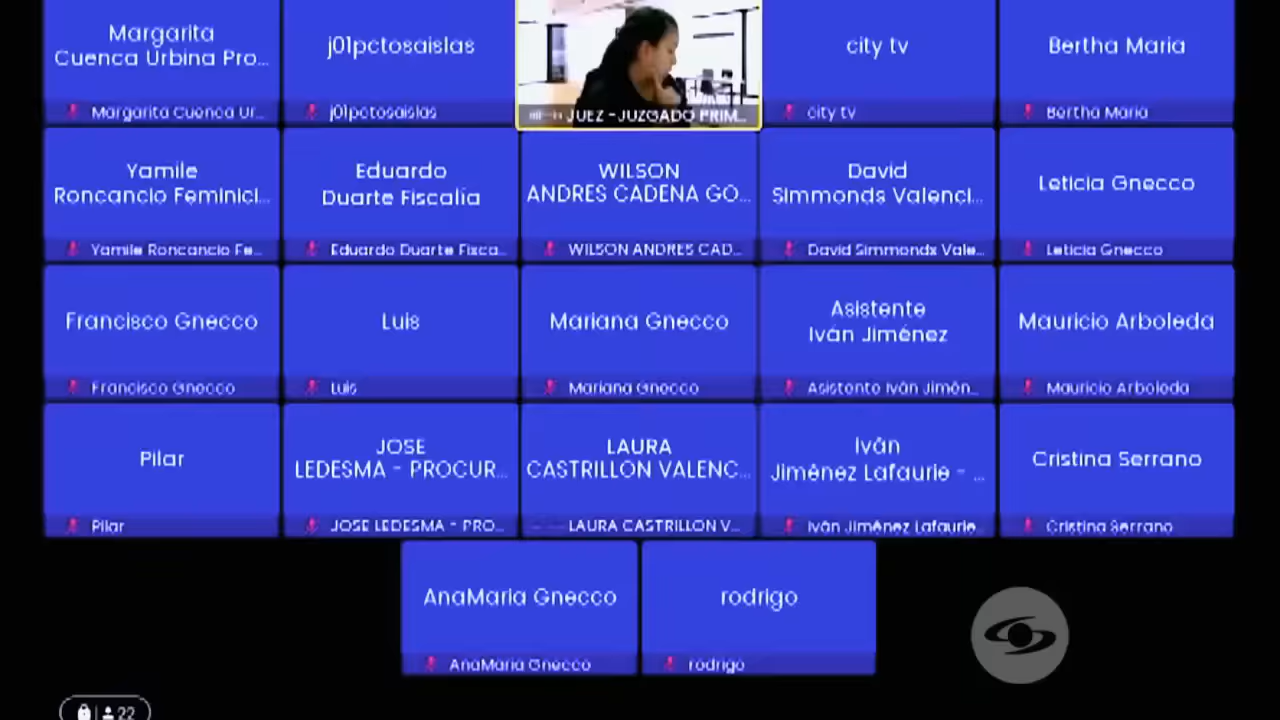 Margarita
Cuenca Urbina Pro...
Margarita Cuenca Ur...
j01pctosaislas
j01pctosaislas
JUEZ -JUZGADO PRIM...
city tv
city tv
Bertha Maria
Bertha Maria
Yamile
Roncancio Feminici...
Yamile Roncancio Fe...
Eduardo
Duarte Fiscalía
Eduardo Duarte Fisca...
WILSON
ANDRES CADENA GO...
WILSON ANDRES CAD...
David
Simmonds Valenci...
David Simmonds Vale...
Leticia Gnecco
Leticia Gnecco
Francisco Gnecco
Francisco Gnecco
Luis
Luis
Mariana Gnecco
Mariana Gnecco
Asistente
Iván Jiménez
Asistente Iván Jimén...
Mauricio Arboleda
Mauricio Arboleda
Pilar
Pilar
JOSE
LEDESMA - PROCUR...
JOSE LEDESMA - PRO...
LAURA
CASTRILLON VALENC...
LAURA CASTRILLON V...
Iván
Jiménez Lafaurie - ...
Iván Jiménez Lafaurie...
Cristina Serrano
Cristina Serrano
AnaMaria Gnecco
AnaMaria Gnecco
rodrigo
rodrigo
22